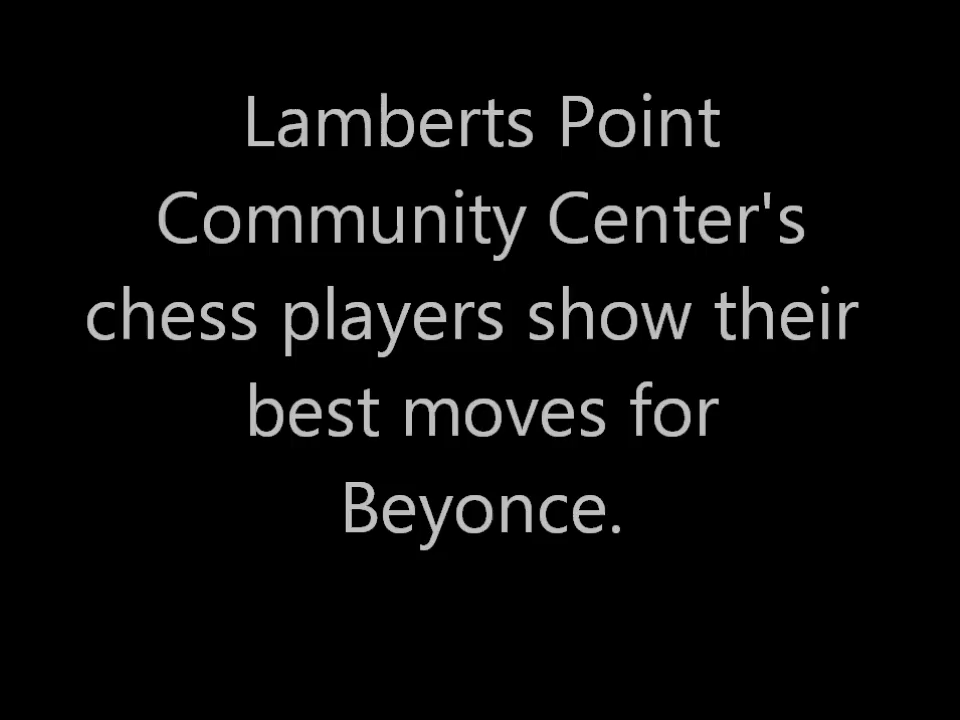 Lamberts Point
Community Center's
chess players show their
best moves for
Beyonce.